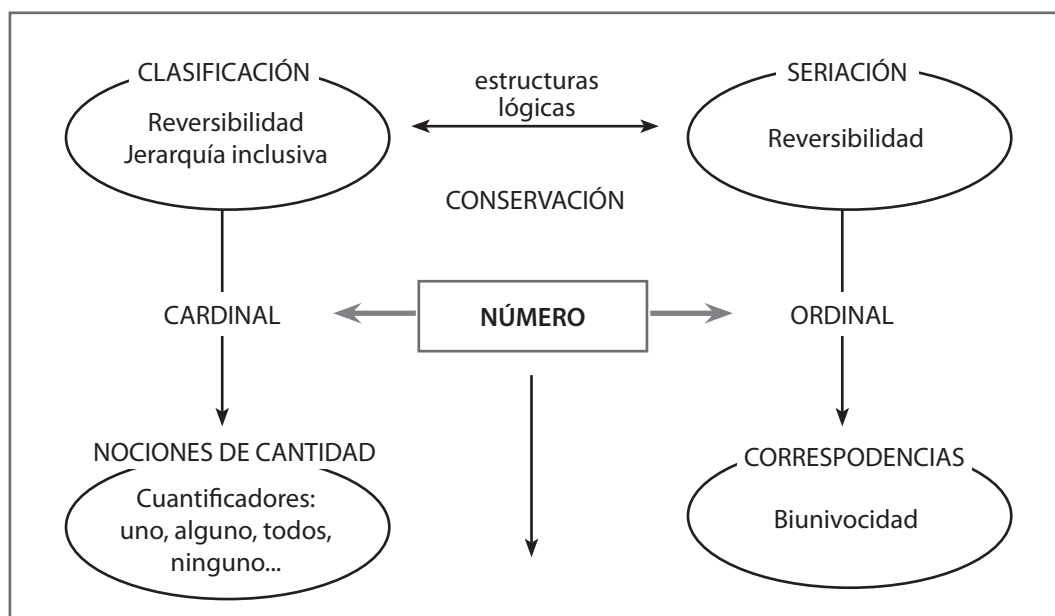 CLASIFICACIÓN
Reversibilidad
Jerarquía inclusiva
estructuras
lógicas
SERIACIÓN
Reversibilidad
CONSERVACIÓN
CARDINAL
NÚMERO
ORDINAL
NOCIONES DE CANTIDAD
Cuantificadores:
uno, alguno, todos,
ninguno...
CORRESPODENCIAS
Biunivocidad